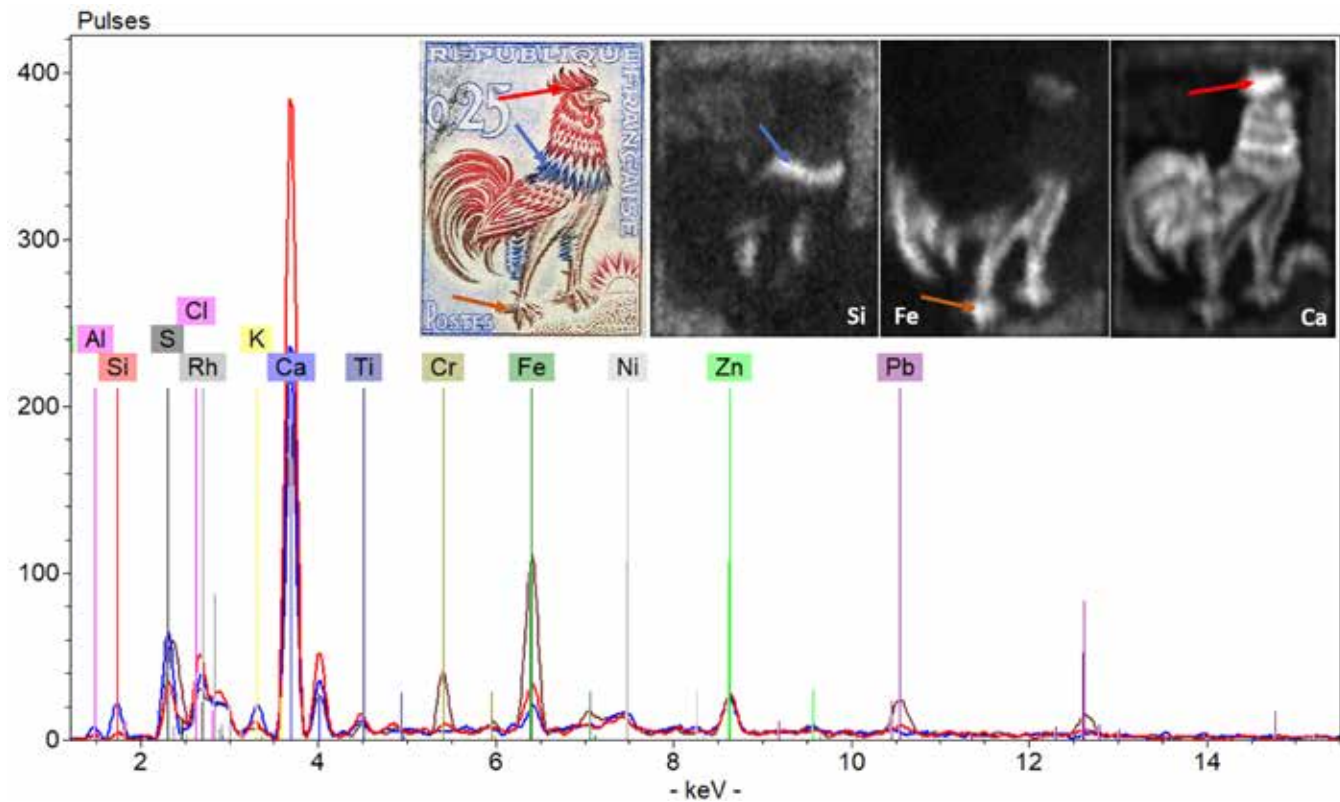 Pulses
400
300
200
100
0
REPUBLIQUE
FRANÇAISE
0,25
POSTES
Si
Fe
Ca
Al
Si
S
Cl
Rh
K
Ca
Ti
Cr
Fe
Ni
Zn
Pb
2
4
6
8
10
12
14
- keV -